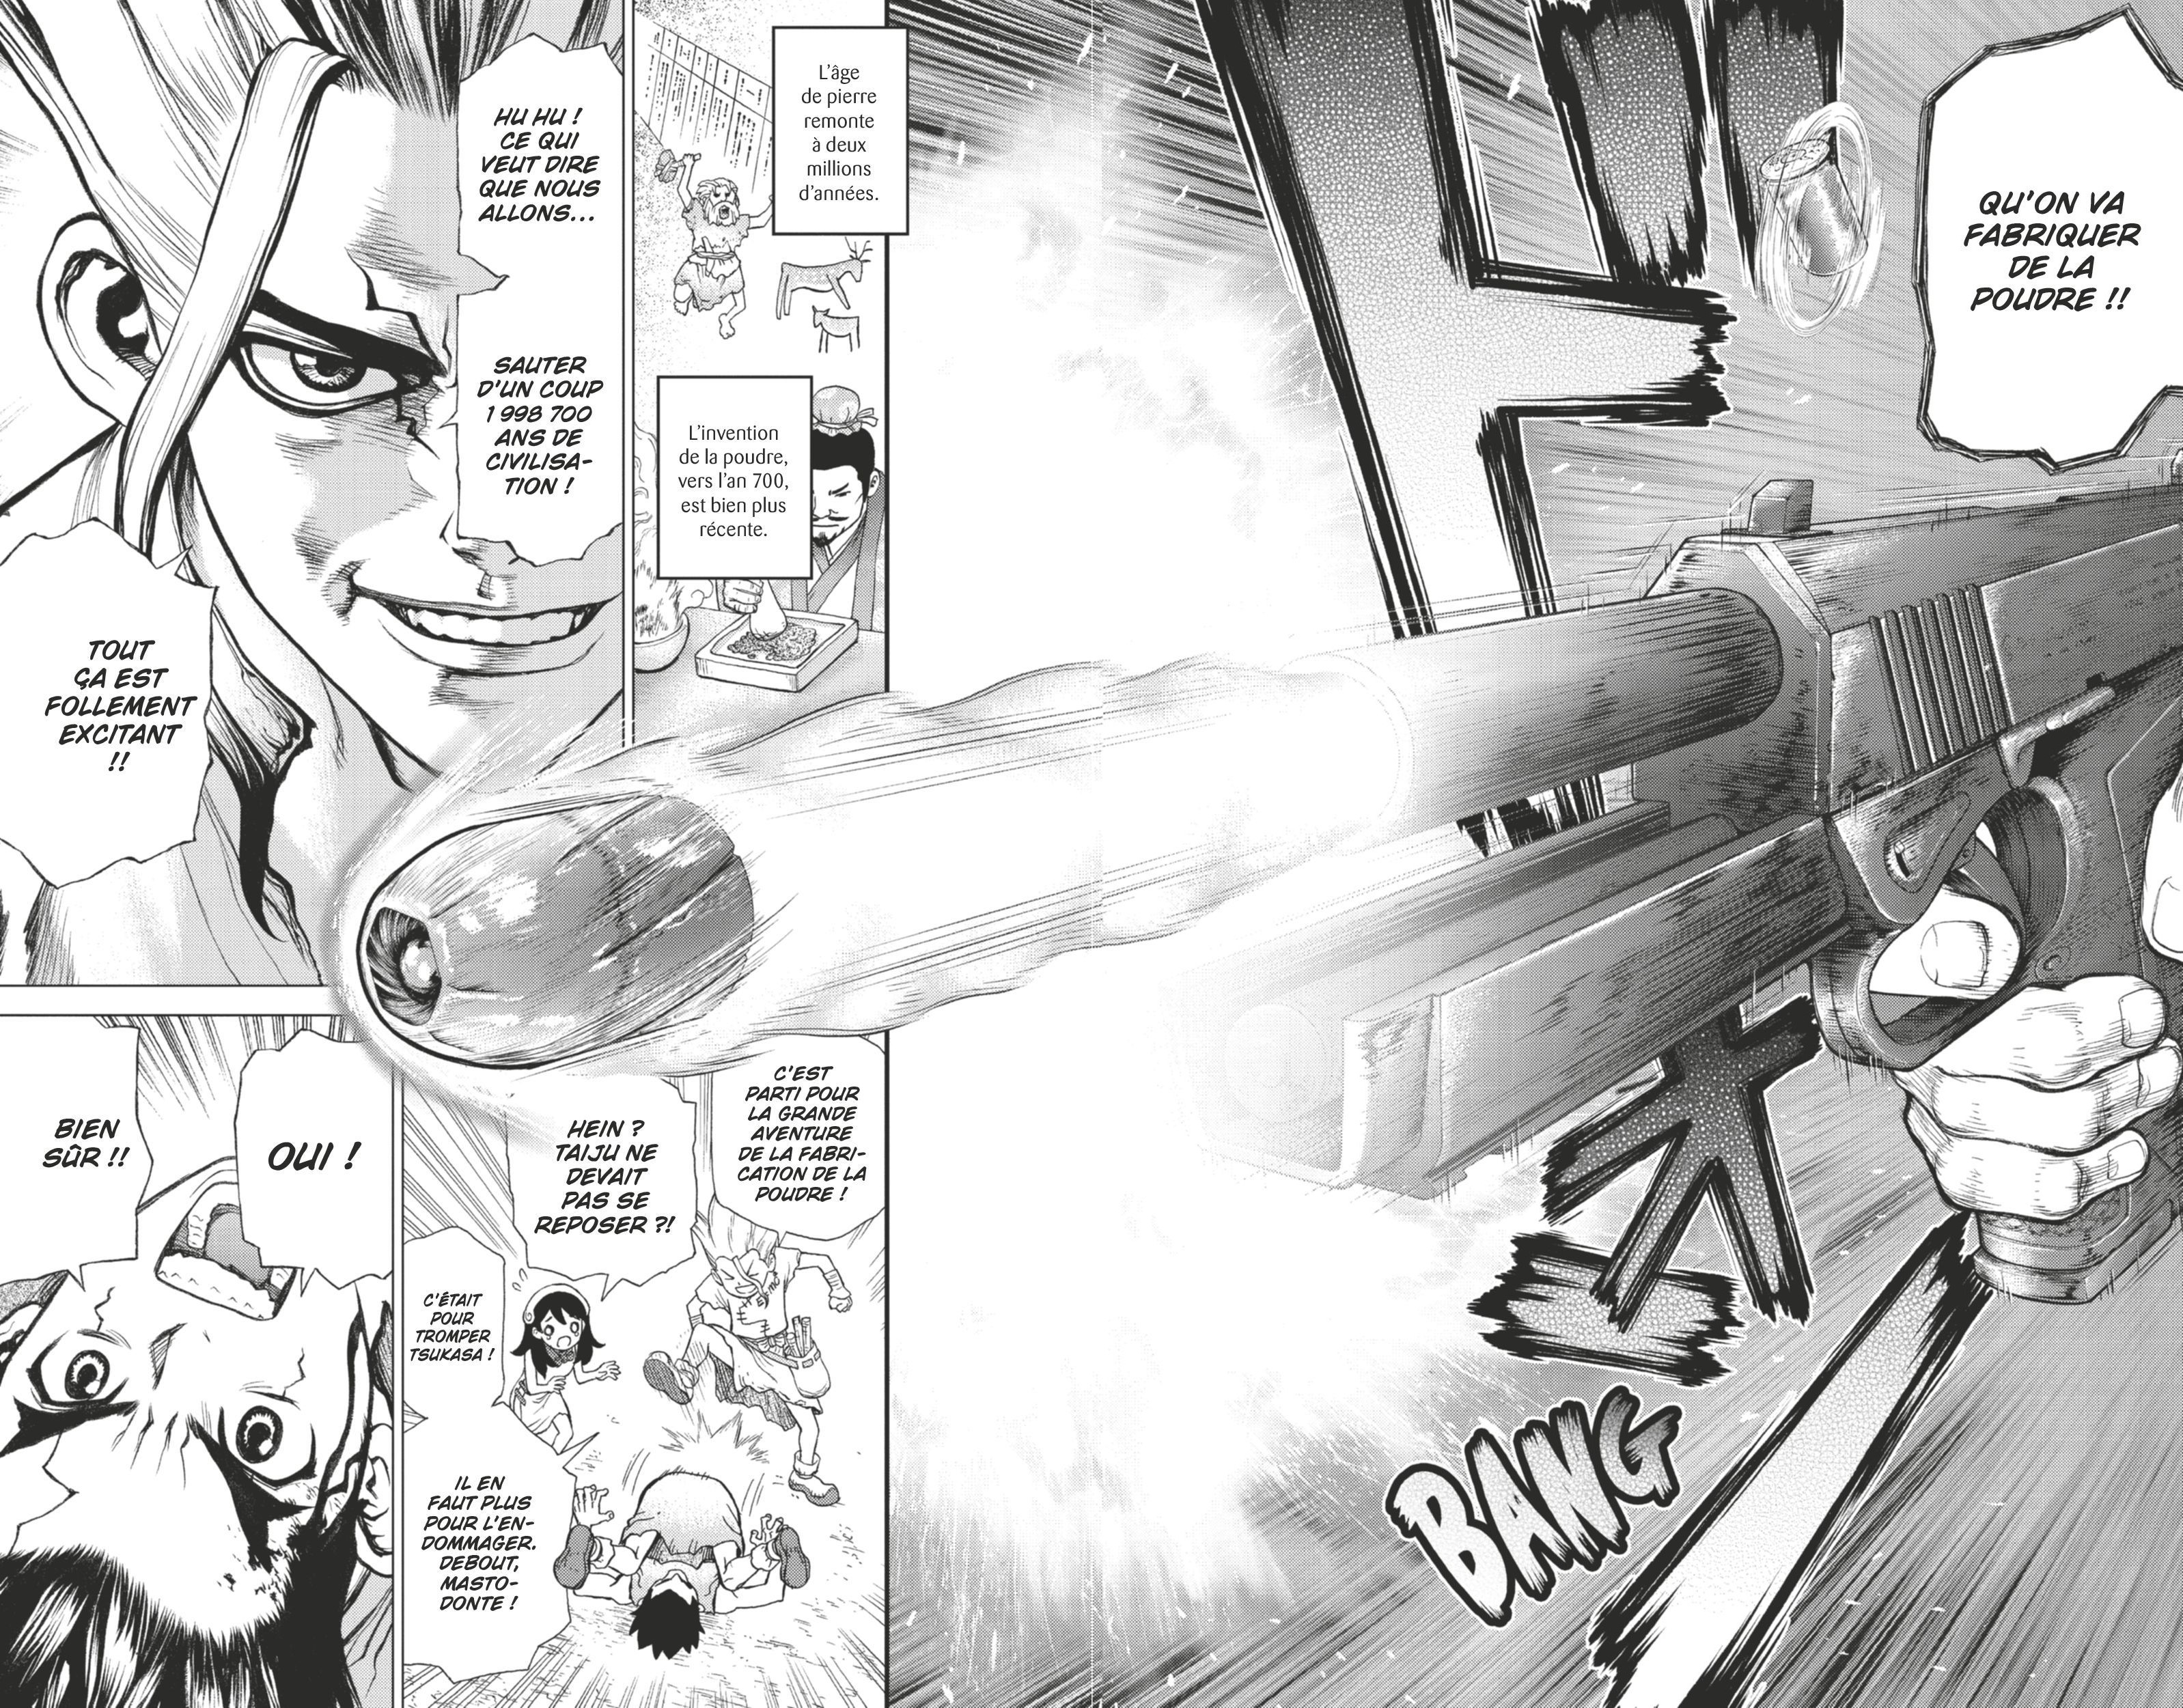 QU'ON VA
FABRIQUER
DE LA
POUDRE !!
BANG
L'âge
de pierre
remonte
à deux
millions
d'années.
L'invention
de la poudre,
vers l'an 700,
est bien plus
récente.
HU HU !
CE QUI
VEUT DIRE
QUE NOUS
ALLONS...
SAUTER
D'UN COUP
1 998 700
ANS DE
CIVILISA-
TION !
TOUT
ÇA EST
FOLLEMENT
EXCITANT
!!
C'EST
PARTI POUR
LA GRANDE
AVENTURE
DE LA FABRI-
CATION DE LA
POUDRE !
HEIN ?
TAIJU NE
DEVAIT
PAS SE
REPOSER ?!
C'ÉTAIT
POUR
TROMPER
TSUKASA !
IL EN
FAUT PLUS
POUR L'EN-
DOMMAGER.
DEBOUT,
MASTO-
DONTE !
OUI !
BIEN
SÛR !!